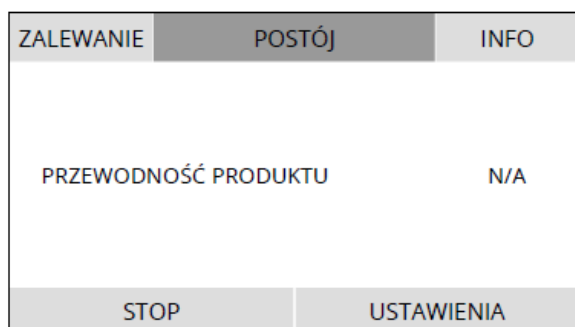 ZALEWANIE POSTÓJ INFO
PRZEWODNOŚĆ PRODUKTU N/A
STOP USTAWIENIA